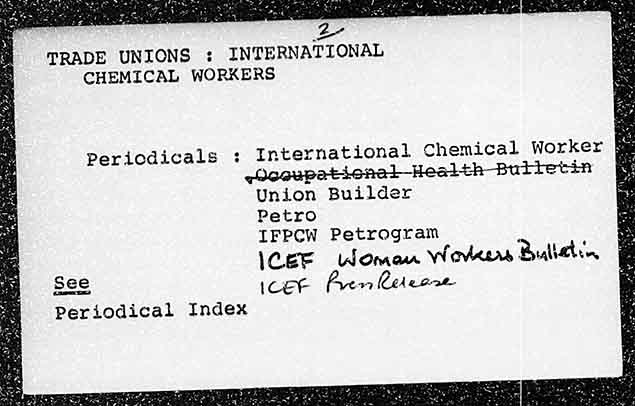 2
TRADE UNIONS : INTERNATIONAL
CHEMICAL WORKERS
Periodicals : International Chemical Worker
Occupational Health Bulletin
Union Builder
Petro
IFPCW Petrogram
ICEF Woman Workers Bulletin
See ICEF Press Release
Periodical Index